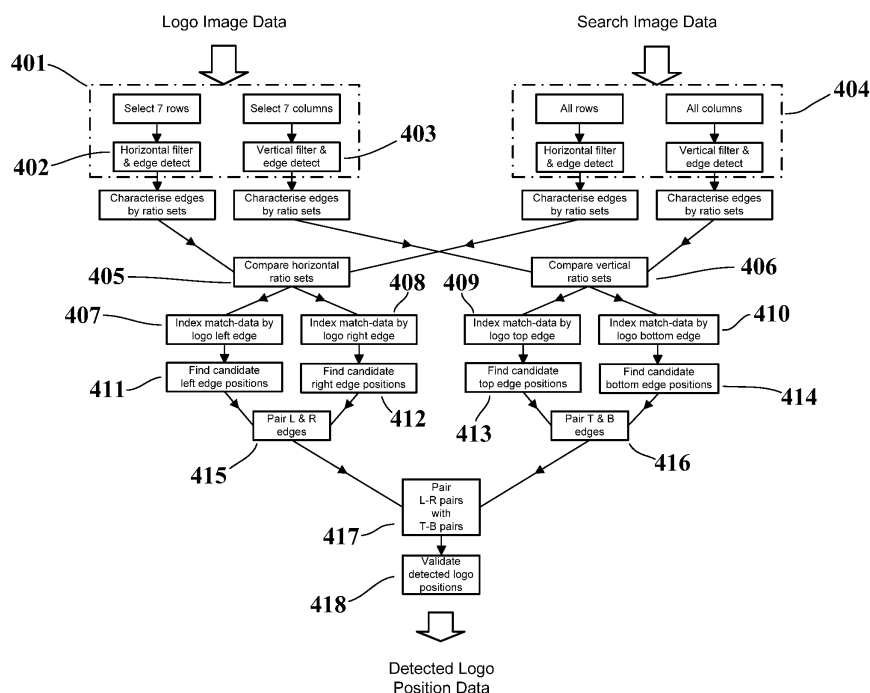 Logo Image Data
Search Image Data
401
404
Select 7 rows
Select 7 columns
All rows
All columns
403
402
Horizontal filter
& edge detect
Vertical filter &
edge detect
Horizontal filter
& edge detect
Vertical filter &
edge detect
Characterise edges
by ratio sets
Characterise edges
by ratio sets
Characterise edges
by ratio sets
Characterise edges
by ratio sets
405
Compare horizontal
ratio sets
Compare vertical
ratio sets
406
407
408
409
410
Index match-data by
logo left edge
Index match-data by
logo right edge
Index match-data by
logo top edge
Index match-data by
logo bottom edge
411
Find candidate
left edge positions
Find candidate
right edge positions
Find candidate
top edge positions
Find candidate
bottom edge positions
412
413
414
Pair L & R
edges
Pair T & B
edges
415
416
Pair
L-R pairs
with
T-B pairs
417
Validate
detected logo
positions
418
Detected Logo
Position Data